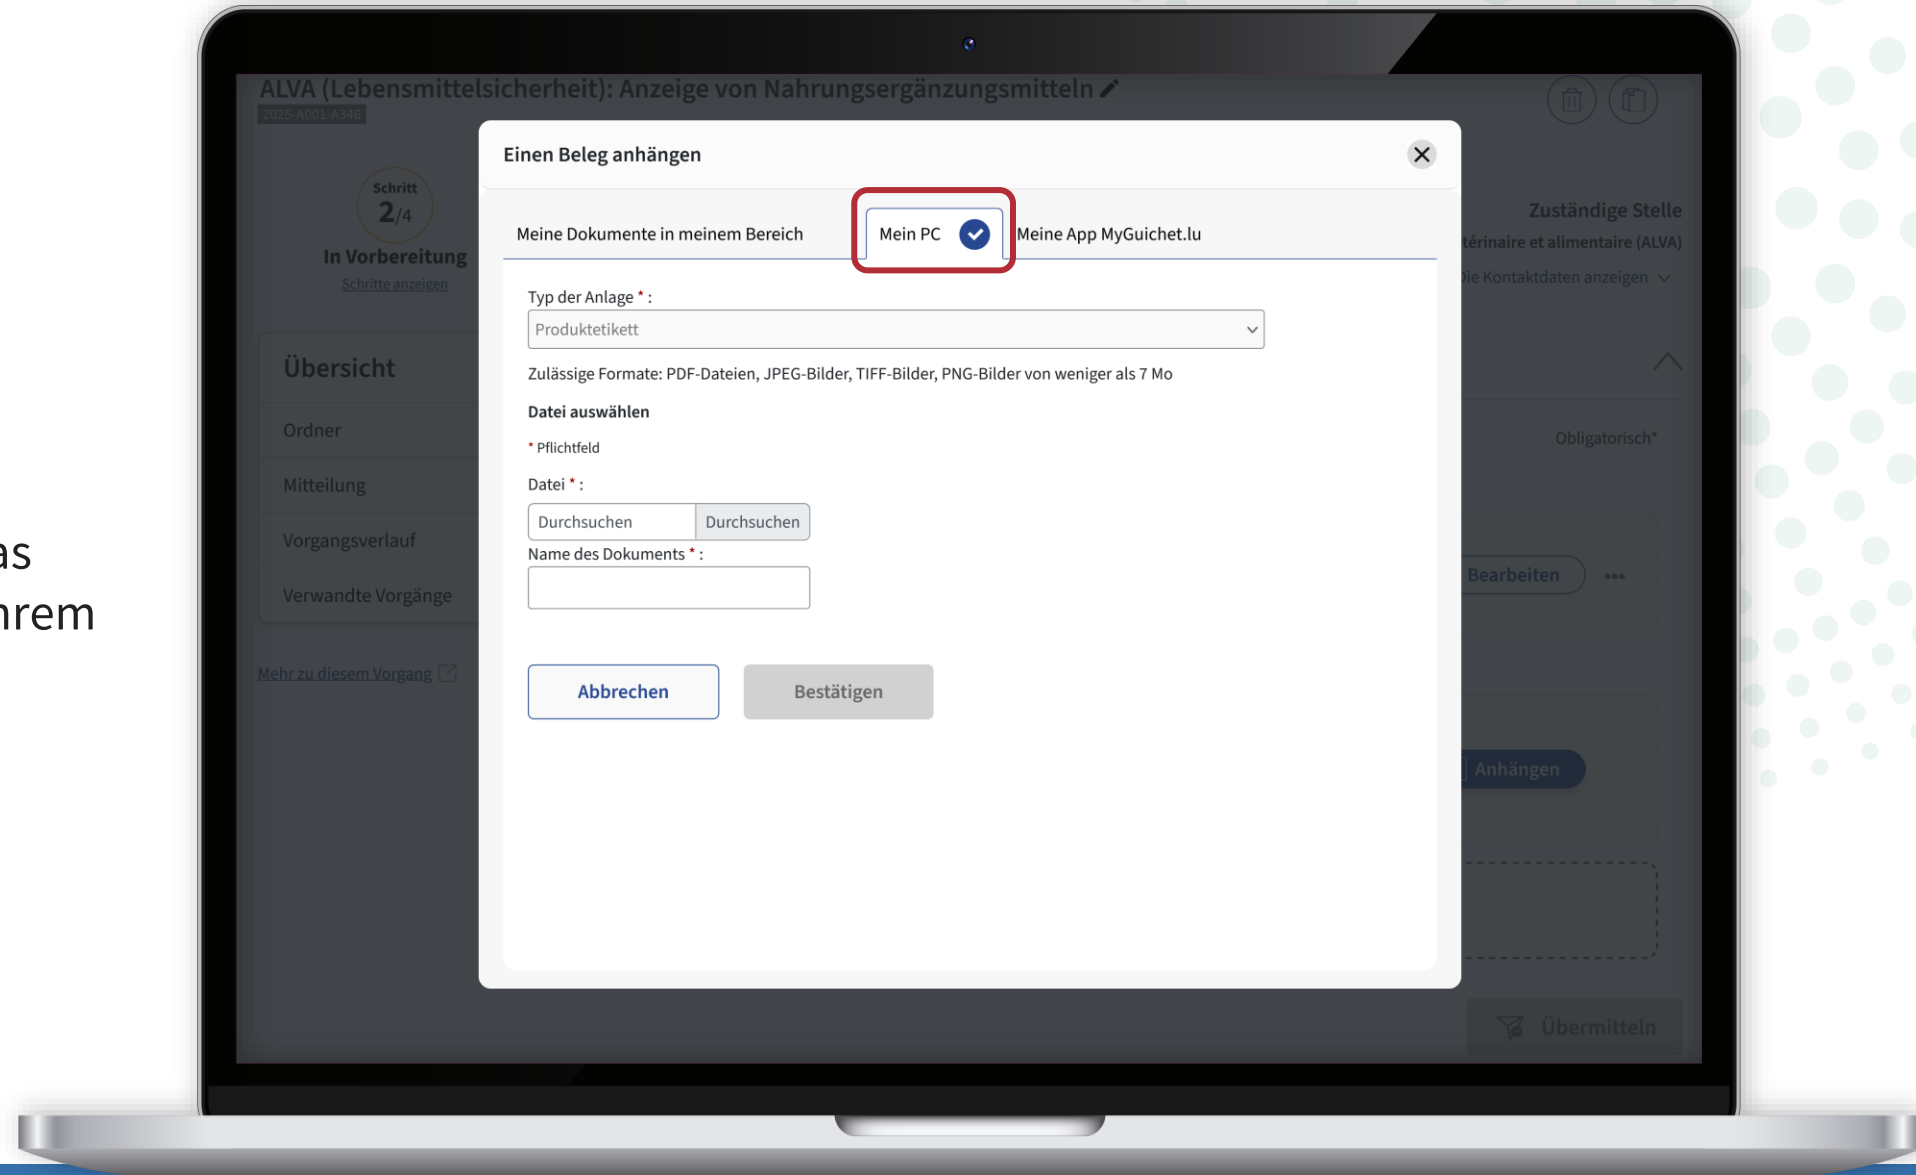 ALVA (Lebensmittelsicherheit): Anzeige von Nahrungsergänzungsmitteln
2025-A001-A346
Schritt
2/4
In Vorbereitung
Schritte anzeigen
Zuständige Stelle
térinaire et alimentaire (ALVA)
Die Kontaktdaten anzeigen
Übersicht
Ordner
Mitteilung
Vorgangsverlauf
Verwandte Vorgänge
Mehr zu diesem Vorgang
Einen Beleg anhängen
Meine Dokumente in meinem Bereich
Mein PC
Meine App MyGuichet.lu
Typ der Anlage * :
Produktetikett
Zulässige Formate: PDF-Dateien, JPEG-Bilder, TIFF-Bilder, PNG-Bilder von weniger als 7 Mo
Datei auswählen
* Pflichtfeld
Datei * :
Durchsuchen Durchsuchen
Name des Dokuments * :
Abbrechen
Bestätigen
Obligatorisch*
Bearbeiten
Anhängen
Übermitteln
as
hrem